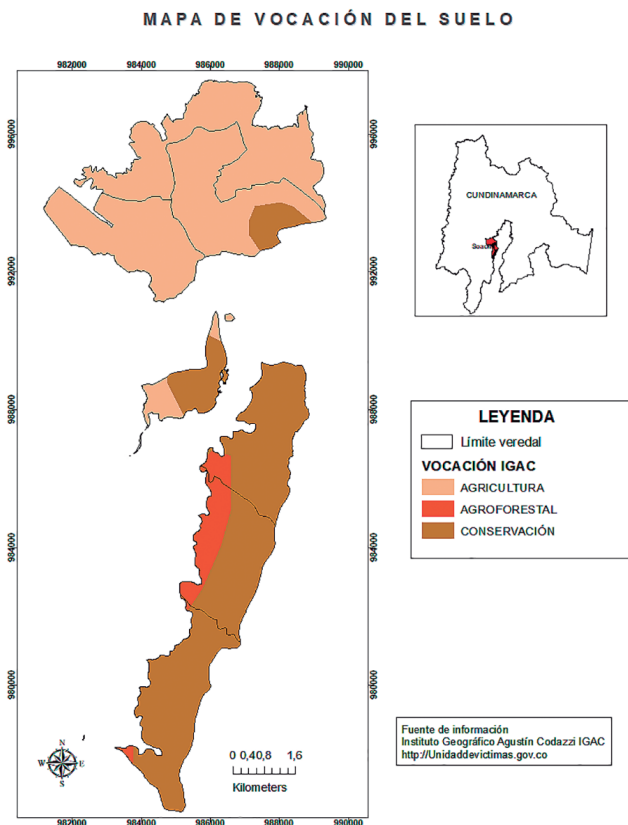 MAPA DE VOCACIÓN DEL SUELO
982000 984000 986000 988000 990000
996000 996000
992000 992000
988000 988000
984000 984000
980000 980000
CUNDINAMARCA
LEYENDA
Límite veredal
VOCACIÓN IGAC
AGRICULTURA
AGROFORESTAL
CONSERVACIÓN
N
W E
S
0 0,40,8 1,6
Kilometers
Fuente de información
Instituto Geográfico Agustín Codazzi IGAC
http://Unidaddevictimas.gov.co
982000 984000 986000 988000 990000